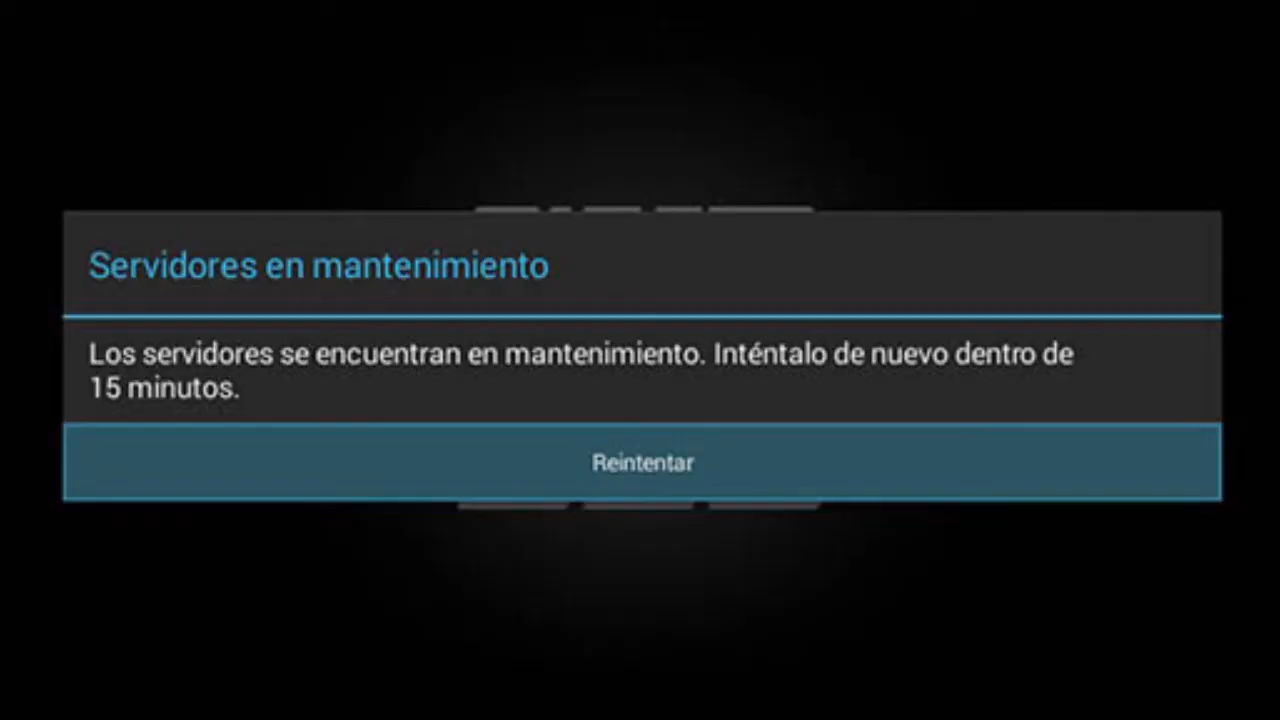 Servidores en mantenimiento
Los servidores se encuentran en mantenimiento. Inténtalo de nuevo dentro de
15 minutos.
Reintentar